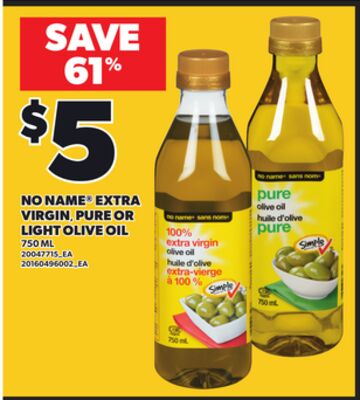 SAVE
61%
$5
NO NAME® EXTRA
VIRGIN, PURE OR
LIGHT OLIVE OIL
750 ML
20047715_EA
20160496002_EA
no name® sans nom®
100%
extra virgin
olive oil
huile d'olive
extra-vierge
à 100 %
Simple
750 mL
no name® sans nom®
pure
olive oil
huile d'olive
pure
Simple
750 mL